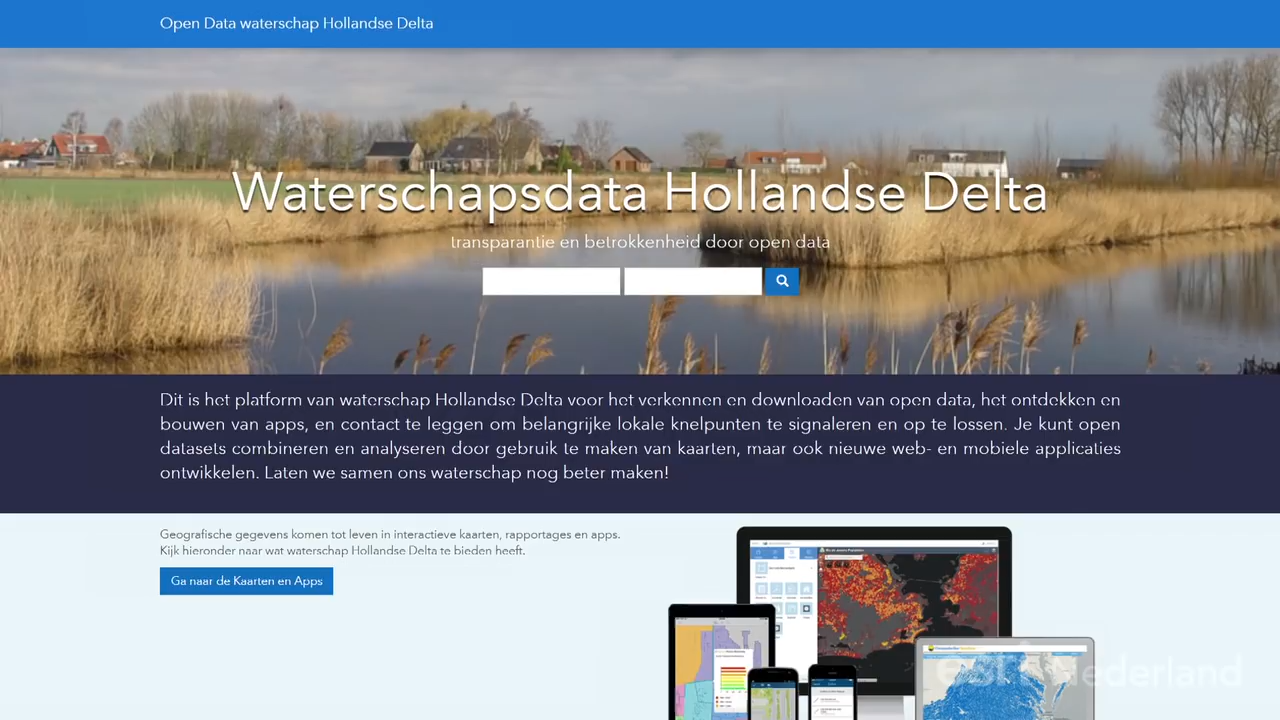 Open Data waterschap Hollandse Delta
Waterschapsdata Hollandse Delta
transparantie en betrokkenheid door open data
Dit is het platform van waterschap Hollandse Delta voor het verkennen en downloaden van open data, het ontdekken en
bouwen van apps, en contact te leggen om belangrijke lokale knelpunten te signaleren en op te lossen. Je kunt open
datasets combineren en analyseren door gebruik te maken van kaarten, maar ook nieuwe web- en mobiele applicaties
ontwikkelen. Laten we samen ons waterschap nog beter maken!
Geografische gegevens komen tot leven in interactieve kaarten, rapportages en apps.
Kijk hieronder naar wat waterschap Hollandse Delta te bieden heeft.
Ga naar de Kaarten en Apps
esri Nederland